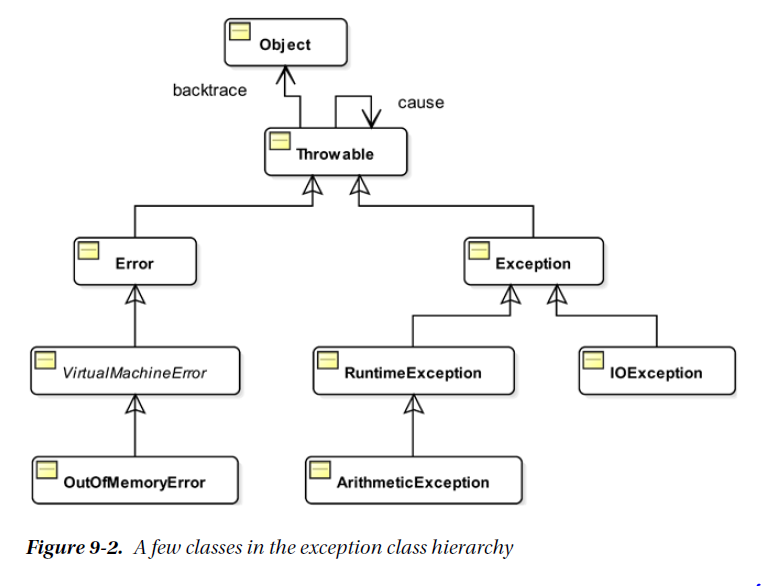 Object
backtrace
cause
Throwable
Error
Exception
VirtualMachineError
RuntimeException
IOException
OutOfMemoryError
ArithmeticException
Figure 9-2. A few classes in the exception class hierarchy